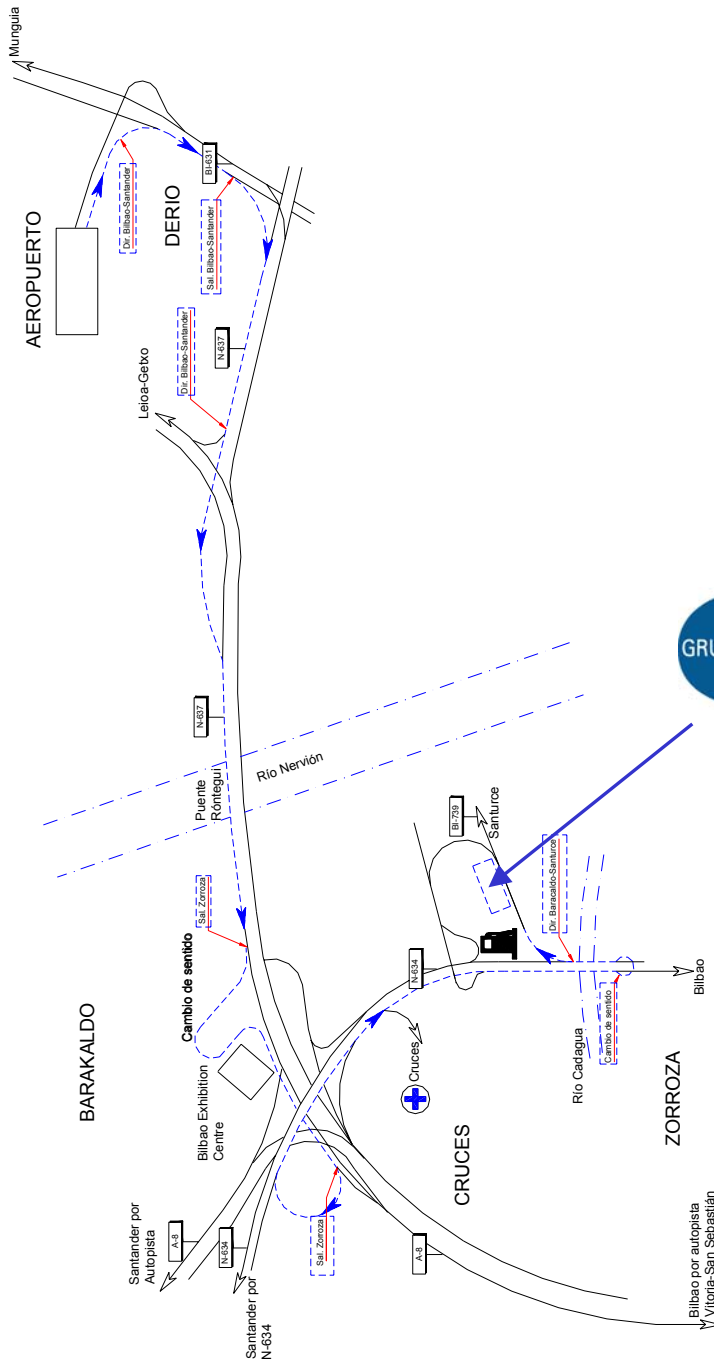 Munguia
AEROPUERTO
Dir. Bilbao-Santander
DERIO
BI-631
Sal. Bilbao-Santander
Dir. Bilbao-Santander
N-637
Leioa-Getxo
N-637
Río Nervión
Puente
Róntegui
GRU
BI-739
Santurce
Dir. Baracaldo-Santurce
Sal. Zorroza
Cambio de sentido
N-634
Bilbao
Río Cadagua
Cambio de sentido
BARAKALDO
Bilbao Exhibition
Centre
Cruces
CRUCES
ZORROZA
Santander por
Autopista
A-8
N-634
Santander por
N-634
Sal. Zorroza
A-8
Bilbao por autopista
Vitoria-San Sebastián